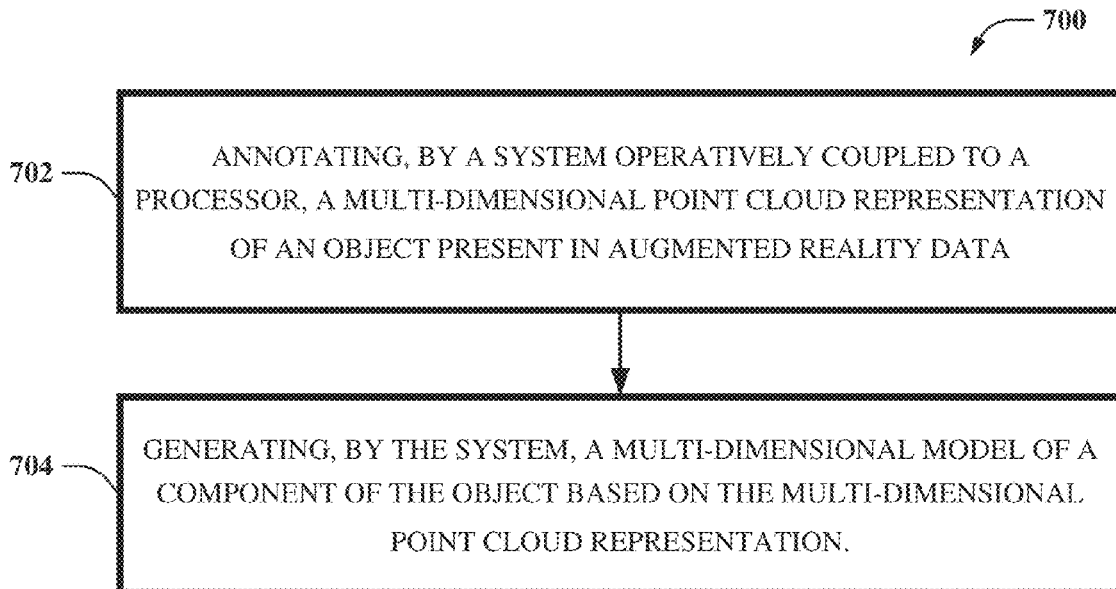 700
702
ANNOTATING, BY A SYSTEM OPERATIVELY COUPLED TO A
PROCESSOR, A MULTI-DIMENSIONAL POINT CLOUD REPRESENTATION
OF AN OBJECT PRESENT IN AUGMENTED REALITY DATA
704
GENERATING, BY THE SYSTEM, A MULTI-DIMENSIONAL MODEL OF A
COMPONENT OF THE OBJECT BASED ON THE MULTI-DIMENSIONAL
POINT CLOUD REPRESENTATION.